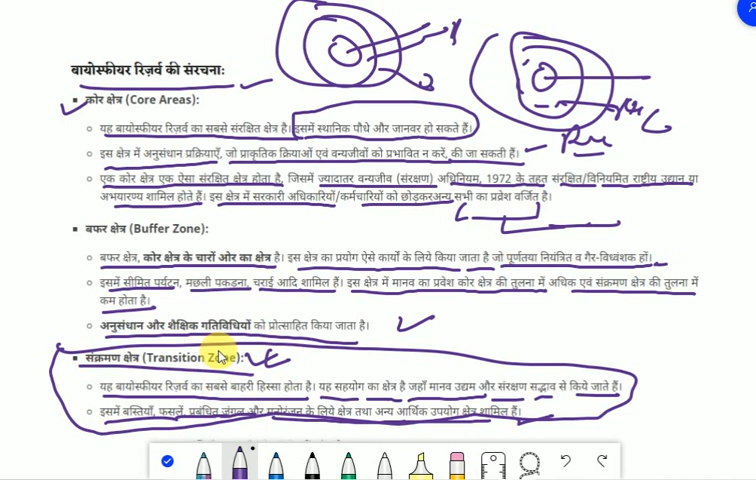 बायोस्फीयर रिज़र्व की संरचना:
▪ कोर क्षेत्र (Core Areas):
○ यह बायोस्फीयर रिज़र्व का सबसे संरक्षित क्षेत्र है। इसमें स्थानिक पौधे और जानवर हो सकते हैं।
○ इस क्षेत्र में अनुसंधान प्रक्रियाएँ, जो प्राकृतिक क्रियाओं एवं वन्यजीवों को प्रभावित न करें, की जा सकती हैं।
○ एक कोर क्षेत्र एक ऐसा संरक्षित क्षेत्र होता है, जिसमें ज्यादातर वन्यजीव (संरक्षण) अधिनियम, 1972 के तहत संरक्षित/विनियमित राष्ट्रीय उद्यान या
अभयारण्य शामिल होते हैं। इस क्षेत्र में सरकारी अधिकारियों/कर्मचारियों को छोड़कर अन्य सभी का प्रवेश वर्जित है।
▪ बफर क्षेत्र (Buffer Zone):
○ बफर क्षेत्र, कोर क्षेत्र के चारों ओर का क्षेत्र है। इस क्षेत्र का प्रयोग ऐसे कार्यों के लिये किया जाता है जो पूर्णतया नियंत्रित व गैर-विध्वंशक हों।
○ इसमें सीमित पर्यटन, मछली पकड़ना, चराई आदि शामिल हैं। इस क्षेत्र में मानव का प्रवेश कोर क्षेत्र की तुलना में अधिक एवं संक्रमण क्षेत्र की तुलना में
कम होता है।
○ अनुसंधान और शैक्षिक गतिविधियों को प्रोत्साहित किया जाता है।
▪ संक्रमण क्षेत्र (Transition Zone):
○ यह बायोस्फीयर रिज़र्व का सबसे बाहरी हिस्सा होता है। यह सहयोग का क्षेत्र है जहाँ मानव उद्यम और संरक्षण सद्भाव से किये जाते हैं।
○ इसमें बस्तियाँ, फसलें, प्रबंधित जंगल और मनोरंजन के लिये क्षेत्र तथा अन्य आर्थिक उपयोग क्षेत्र शामिल हैं।